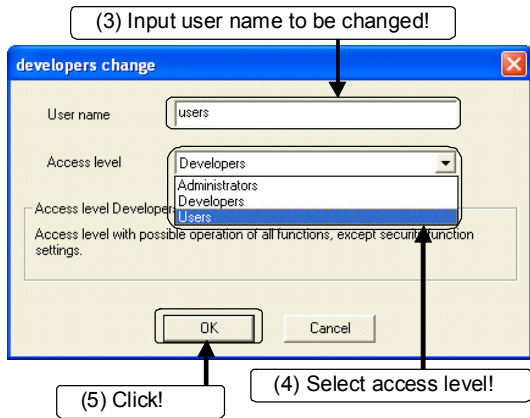 (3) Input user name to be changed!
developers change
User name
users
Access level
Developers
Administrators
Developers
Users
Access level Developers
Access level with possible operation of all functions, except security function
settings.
OK
Cancel
(5) Click!
(4) Select access level!